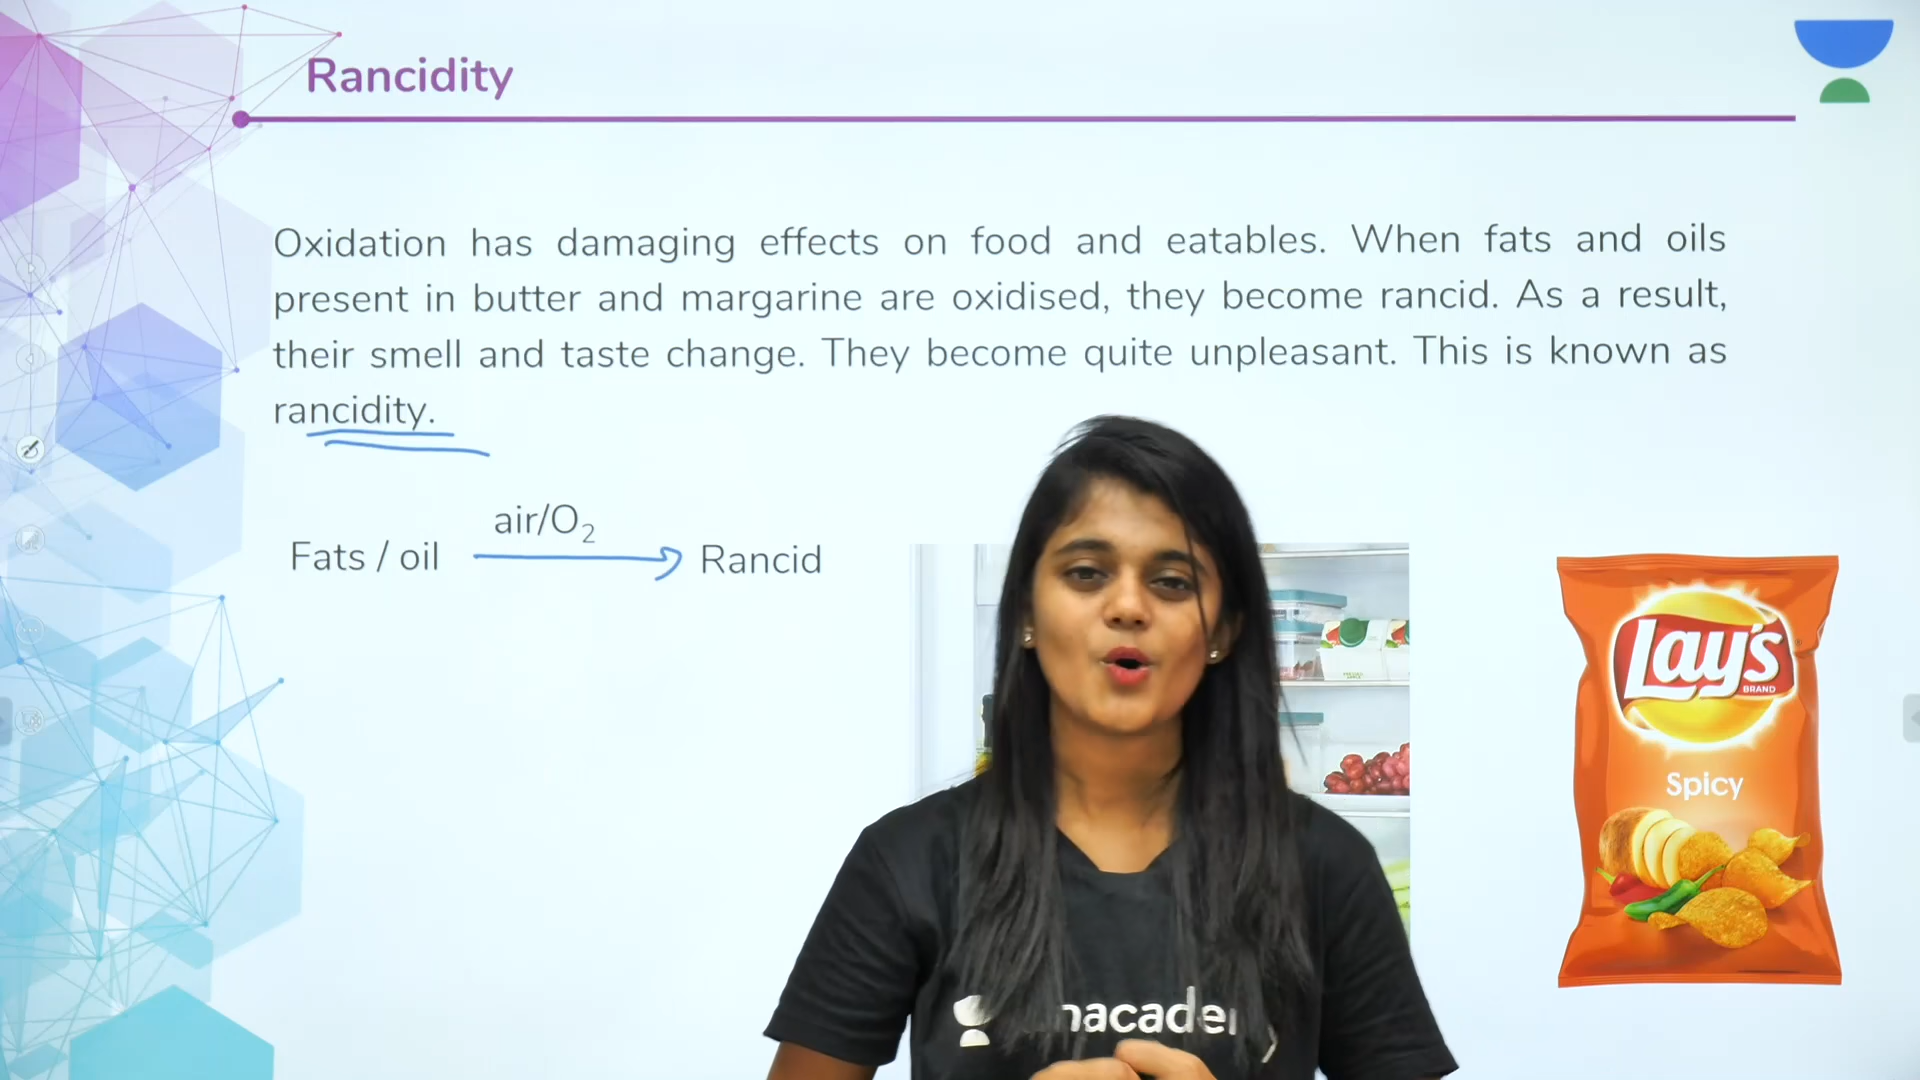 Rancidity
Oxidation has damaging effects on food and eatables. When fats and oils
present in butter and margarine are oxidised, they become rancid. As a result,
their smell and taste change. They become quite unpleasant. This is known as
rancidity.
air/O₂
Fats / oil Rancid
Lay's
BRAND
Spicy
nacade